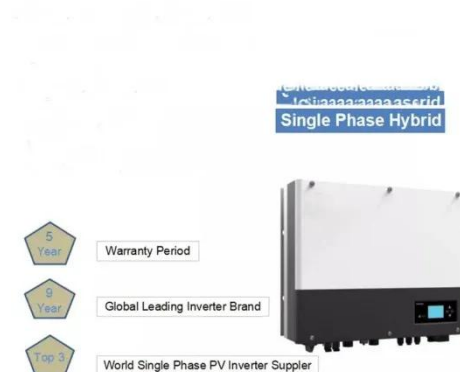 Single Phase Hybrid
5
Year
Warranty Period
9
Year
Global Leading Inverter Brand
Top 3
World Single Phase PV Inverter Suppler